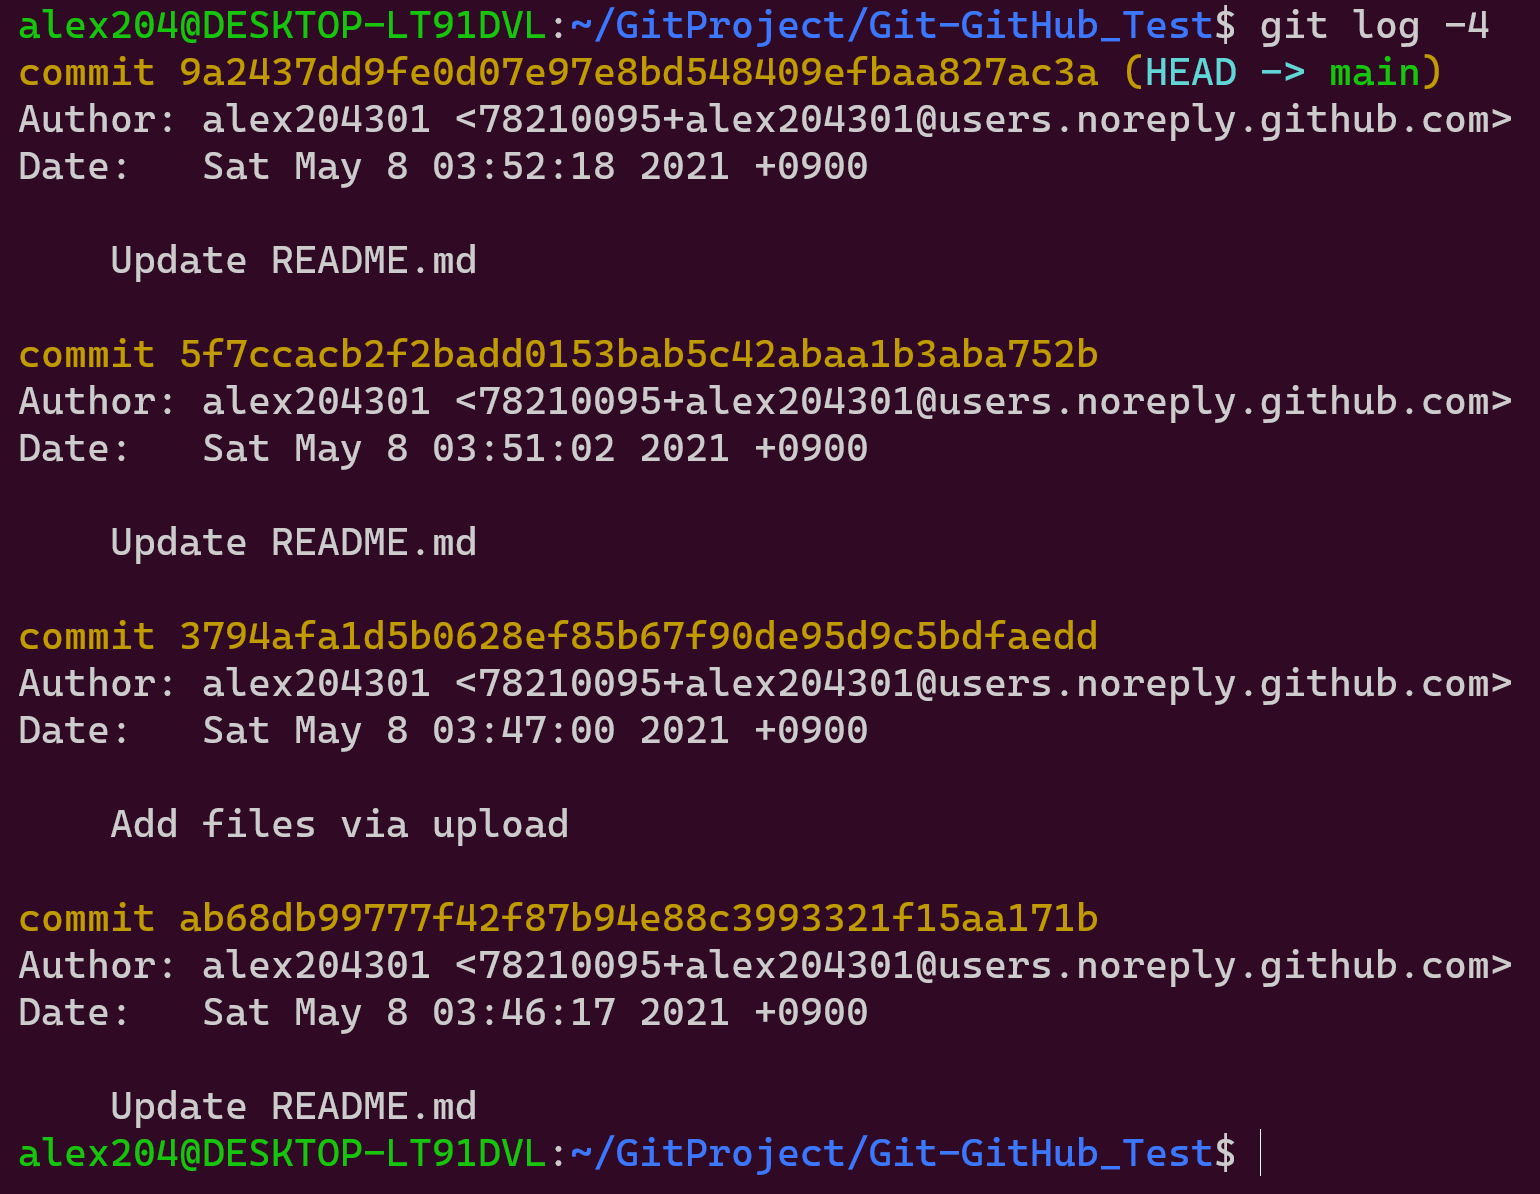 alex204@DESKTOP-LT91DVL:~/GitProject/Git-GitHub_Test$ git log -4
commit 9a2437dd9fe0d07e97e8bd548409efbaa827ac3a (HEAD -> main)
Author: alex204301 <78210095+alex204301@users.noreply.github.com>
Date:   Sat May 8 03:52:18 2021 +0900

    Update README.md

commit 5f7ccacb2f2badd0153bab5c42abaa1b3aba752b
Author: alex204301 <78210095+alex204301@users.noreply.github.com>
Date:   Sat May 8 03:51:02 2021 +0900

    Update README.md

commit 3794afa1d5b0628ef85b67f90de95d9c5bdfaedd
Author: alex204301 <78210095+alex204301@users.noreply.github.com>
Date:   Sat May 8 03:47:00 2021 +0900

    Add files via upload

commit ab68db99777f42f87b94e88c3993321f15aa171b
Author: alex204301 <78210095+alex204301@users.noreply.github.com>
Date:   Sat May 8 03:46:17 2021 +0900

    Update README.md
alex204@DESKTOP-LT91DVL:~/GitProject/Git-GitHub_Test$